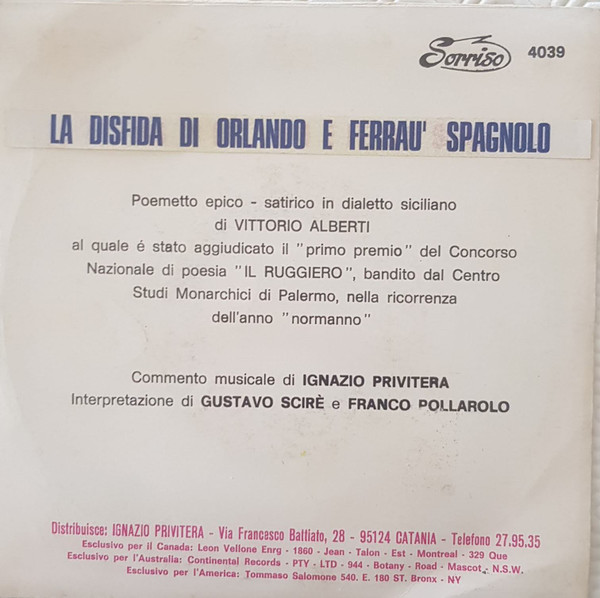 Sorriso 4039
LA DISFIDA DI ORLANDO E FERRAU' SPAGNOLO
Poemetto epico - satirico in dialetto siciliano
di VITTORIO ALBERTI
al quale é stato aggiudicato il "primo premio" del Concorso
Nazionale di poesia "IL RUGGIERO", bandito dal Centro
Studi Monarchici di Palermo, nella ricorrenza
dell'anno "normanno"
Commento musicale di IGNAZIO PRIVITERA
Interpretazione di GUSTAVO SCIRÈ e FRANCO POLLAROLO
Distribuisce: IGNAZIO PRIVITERA - Via Francesco Battiato, 28 - 95124 CATANIA - Telefono 27.95.35
Esclusivo per il Canada: Leon Vellone Enrg - 1860 - Jean - Talon - Est - Montreal - 329 Que
Esclusivo per l'Australia: Continental Records - PTY - LTD - 944 - Botany - Road - Mascot - N.S.W.
Esclusivo per l'America: Tommaso Salomone 540. E. 180 ST. Bronx - NY